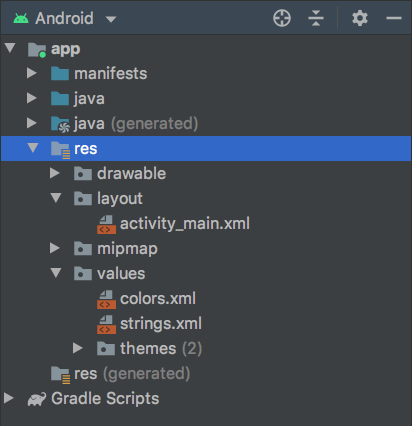 Android
app
manifests
java
java (generated)
res
drawable
layout
activity_main.xml
mipmap
values
colors.xml
strings.xml
themes (2)
res (generated)
Gradle Scripts